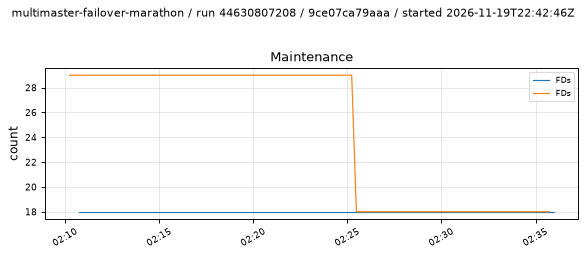 multimaster-failover-marathon / run 44630807208 / 9ce07ca79aaa / started 2026-11-19T22:42:46Z
Maintenance
FDs
FDs
count
28
26
24
22
20
18
02:10
02:15
02:20
02:25
02:30
02:35